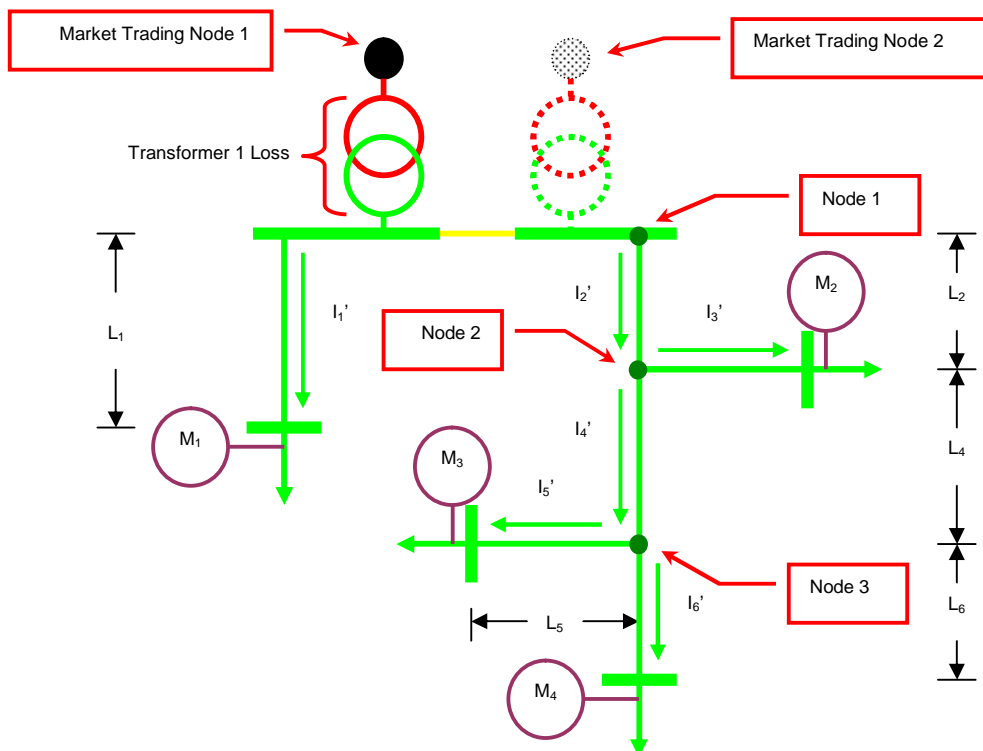 Market Trading Node 1
Market Trading Node 2
Transformer 1 Loss
Node 1
M₂
L₁
I₁'
I₂'
I₃'
L₂
Node 2
M₁
M₃
I₄'
L₄
I₅'
Node 3
I₆'
L₅
L₆
M₄